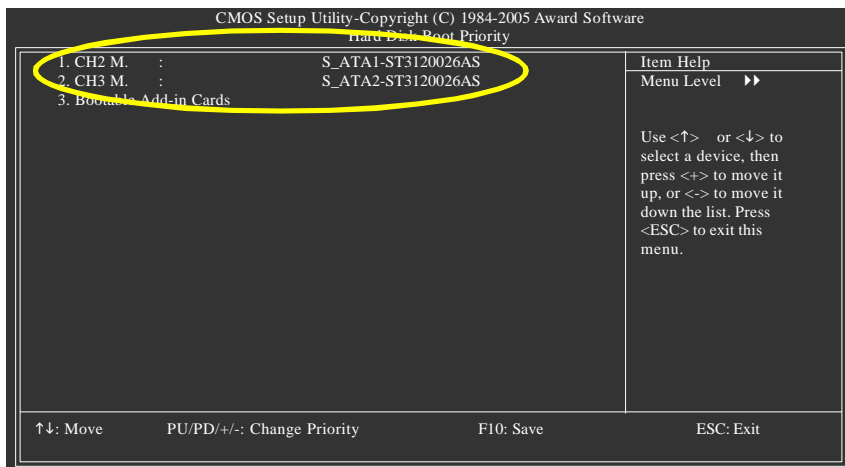 CMOS Setup Utility-Copyright (C) 1984-2005 Award Software
Hard Disk Boot Priority
1. CH2 M. : S_ATA1-ST3120026AS
2. CH3 M. : S_ATA2-ST3120026AS
3. Bootable Add-in Cards
Item Help
Menu Level ▶▶
Use <↑> or <↓> to
select a device, then
press <+> to move it
up, or <-> to move it
down the list. Press
<ESC> to exit this
menu.
↑↓: Move PU/PD/+/-: Change Priority F10: Save ESC: Exit